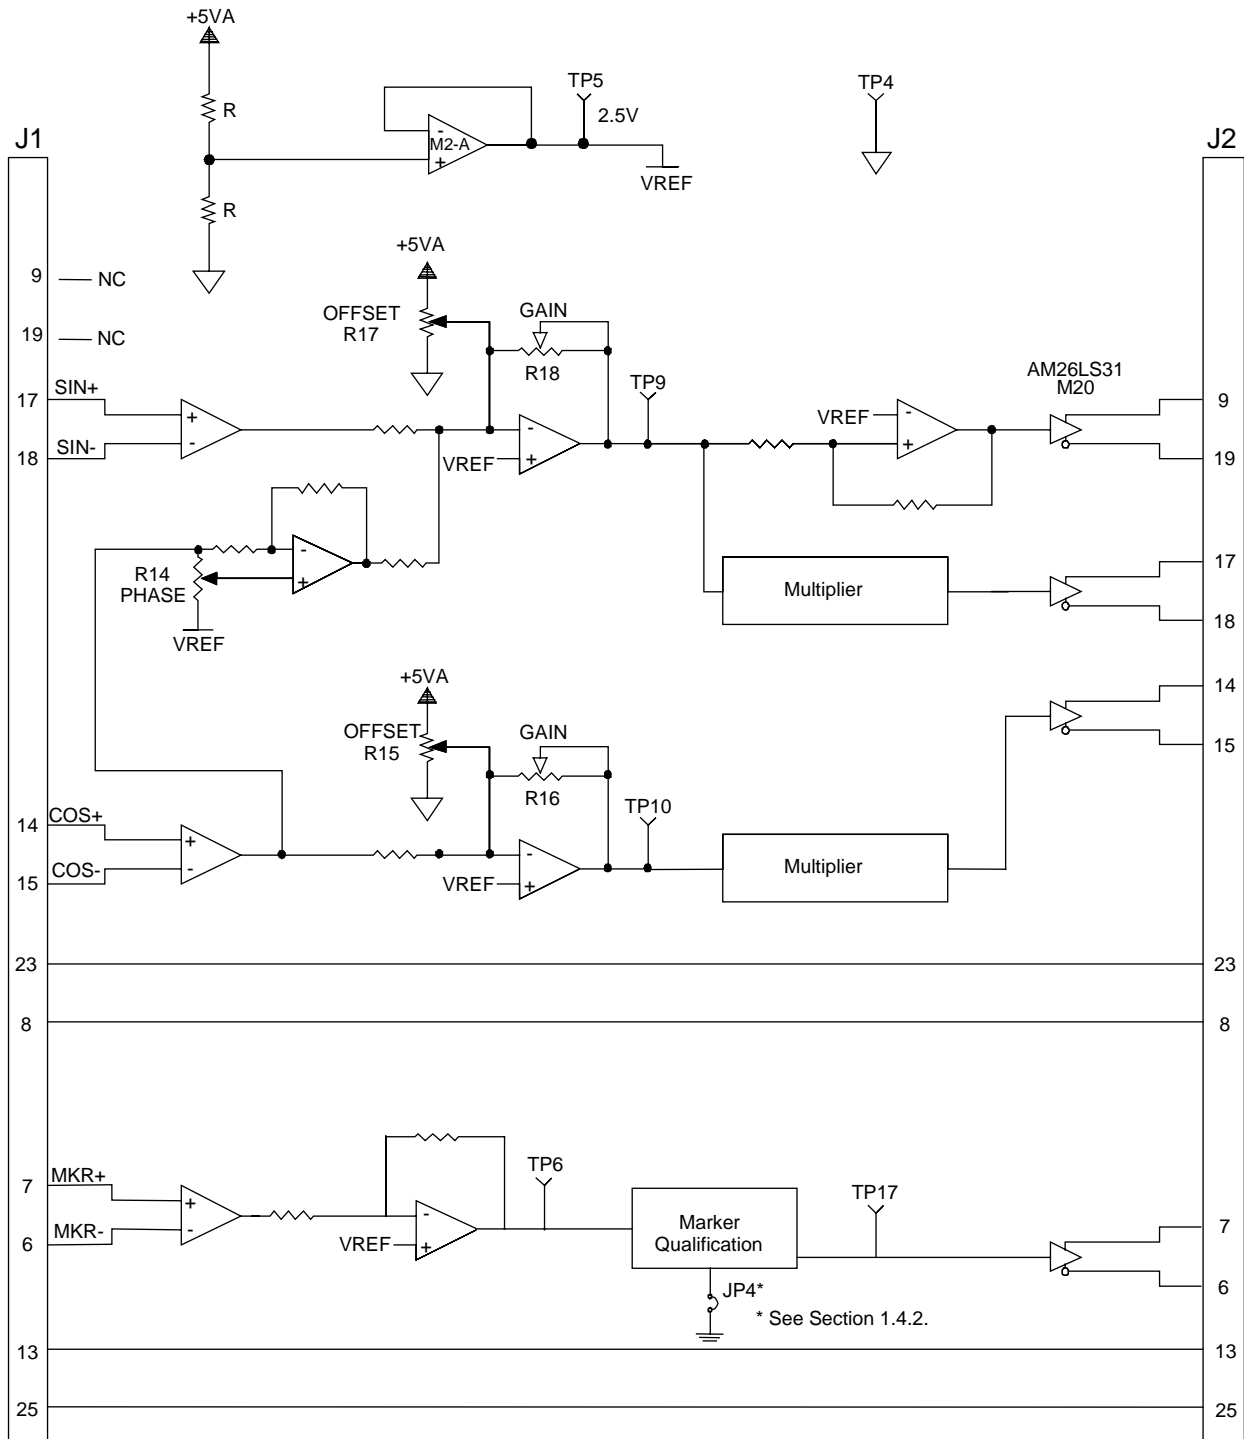 +5VA
TP5
TP4
2.5V
R
J1
J2
-
M2-A
+
VREF
R
+5VA
9 NC
OFFSET
R17
GAIN
19 NC
R18
TP9
AM26LS31
M20
SIN+
17
+
-
SIN-
18
-
VREF
+
VREF
-
+
9
19
R14
PHASE
-
+
VREF
Multiplier
17
18
+5VA
14
OFFSET
R15
GAIN
15
R16
TP10
COS+
14
+
-
COS-
15
-
VREF
+
Multiplier
23
23
8
8
TP6
TP17
MKR+
7
+
-
MKR-
6
-
VREF
+
Marker
Qualification
7
6
JP4*
* See Section 1.4.2.
13
13
25
25